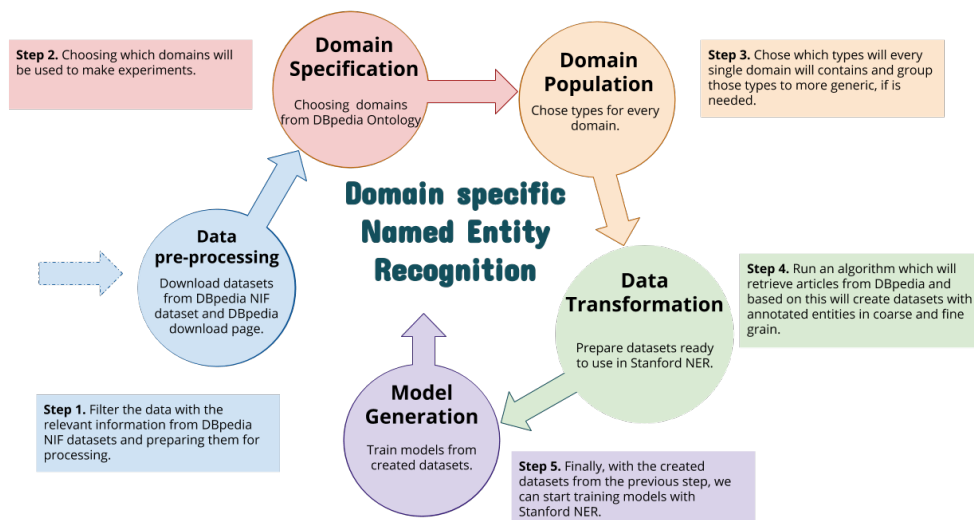 Domain
Specification
Choosing domains
from DBpedia Ontology
Step 2. Choosing which domains will
be used to make experiments.
Domain
Population
Chose types for every
domain.
Step 3. Chose which types will every
single domain will contains and group
those types to more generic, if is
needed.
Domain specific
Named Entity
Recognition
Data
pre-processing
Download datasets
from DBpedia NIF
dataset and DBpedia
download page.
Step 1. Filter the data with the
relevant information from DBpedia
NIF datasets and preparing them for
processing.
Data
Transformation
Prepare datasets ready
to use in Stanford NER.
Step 4. Run an algorithm which will
retrieve articles from DBpedia and
based on this will create datasets with
annotated entities in coarse and fine
grain.
Model
Generation
Train models from
created datasets.
Step 5. Finally, with the created
datasets from the previous step, we
can start training models with
Stanford NER.